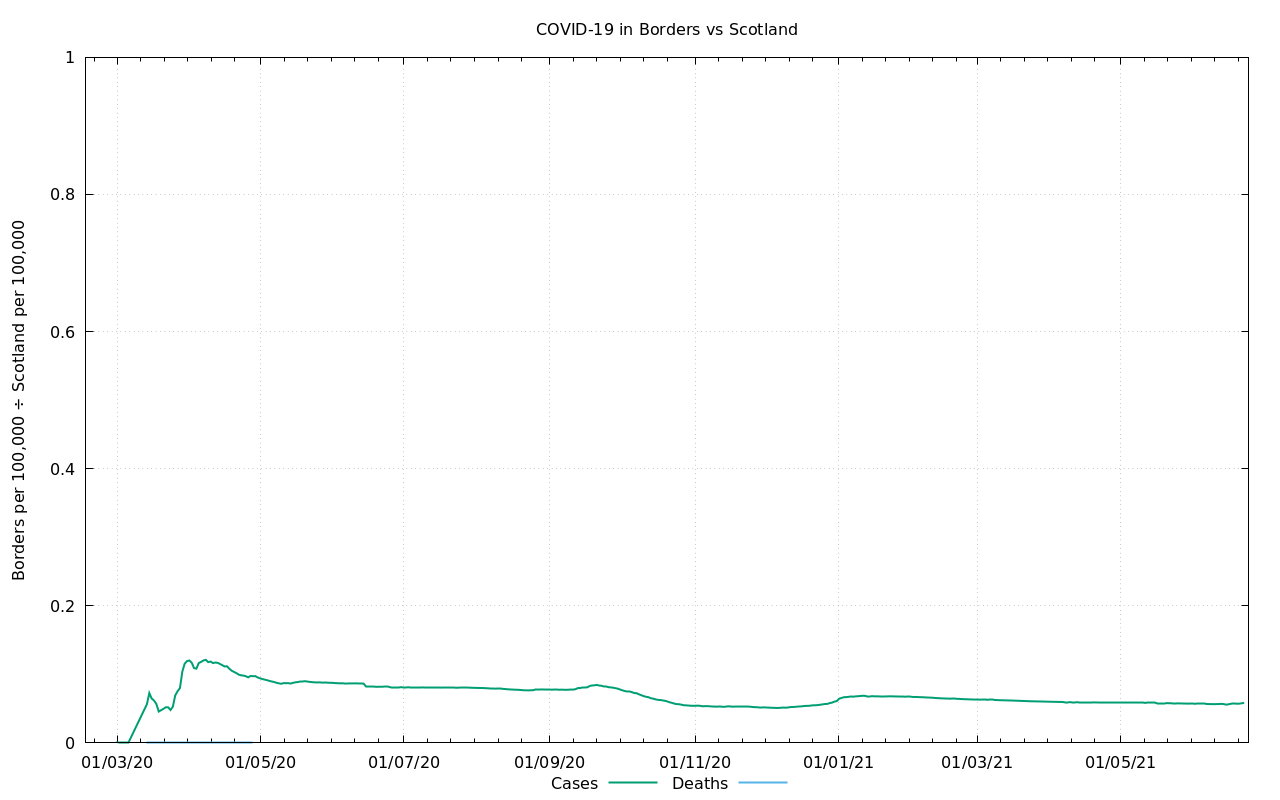 COVID-19 in Borders vs Scotland
Borders per 100,000 ÷ Scotland per 100,000
1
0.8
0.6
0.4
0.2
0
01/03/20 01/05/20 01/07/20 01/09/20 01/11/20 01/01/21 01/03/21 01/05/21
Cases Deaths